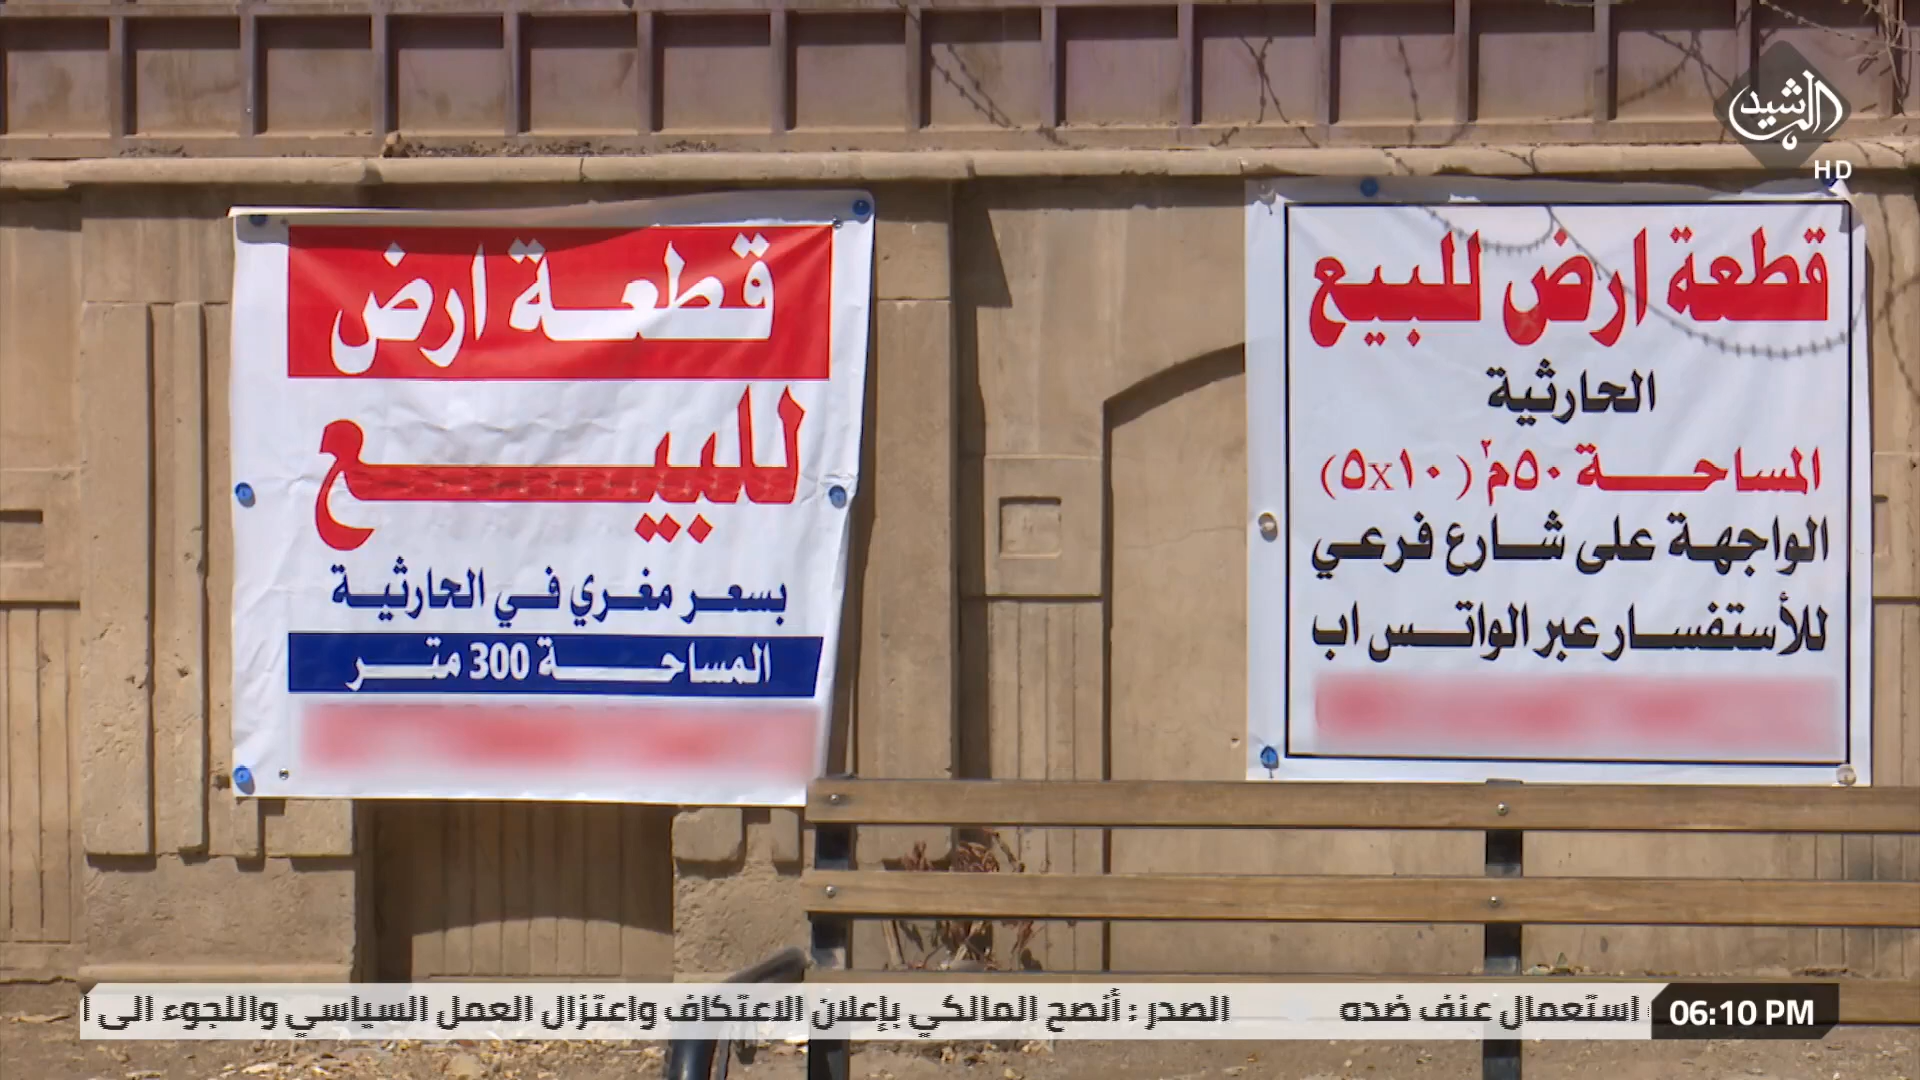 الرشيد
HD
قطعة ارض
للبيع
بسعر مغري في الحارثية
المساحة 300 متر
قطعة ارض للبيع
الحارثية
المساحة ٥٠م٢ (٥x١٠)
الواجهة على شارع فرعي
للأستفسار عبر الواتس اب
استعمال عنف ضده
الصدر : أنصح المالكي بإعلان الاعتكاف واعتزال العمل السياسي واللجوء الى
06:10 PM